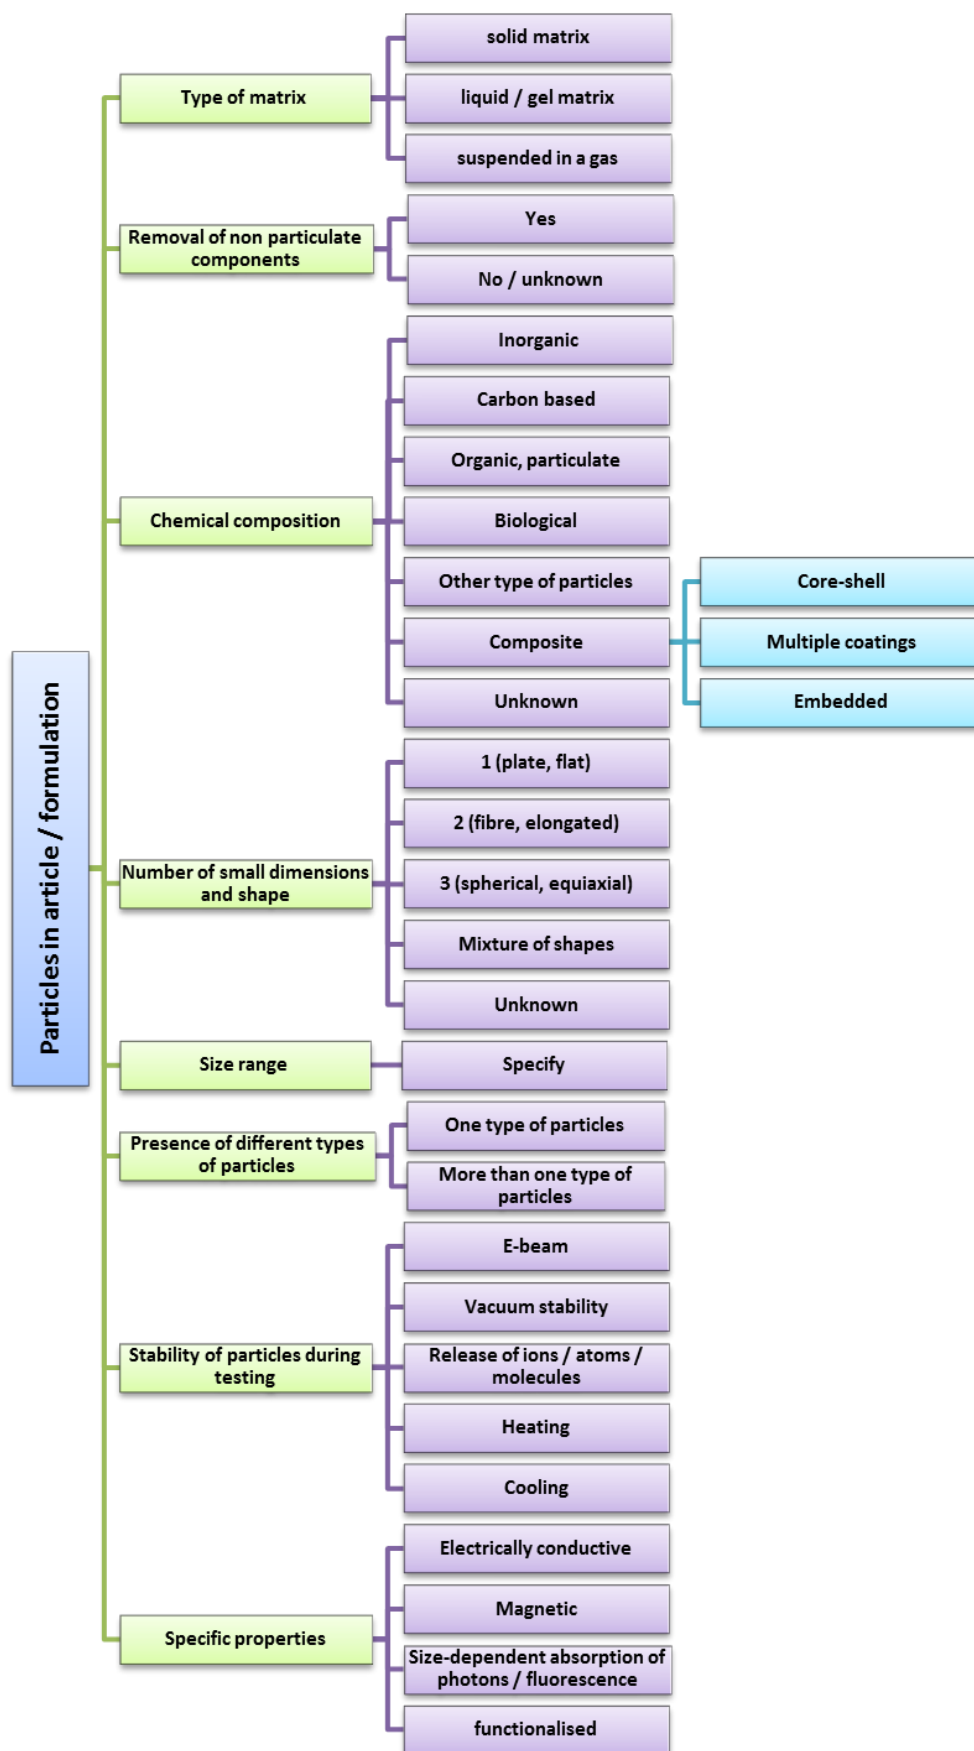 Particles in article / formulation
Type of matrix
solid matrix
liquid / gel matrix
suspended in a gas
Removal of non particulate
components
Yes
No / unknown
Chemical composition
Inorganic
Carbon based
Organic, particulate
Biological
Other type of particles
Composite
Core-shell
Multiple coatings
Embedded
Unknown
Number of small dimensions
and shape
1 (plate, flat)
2 (fibre, elongated)
3 (spherical, equiaxial)
Mixture of shapes
Unknown
Size range
Specify
Presence of different types
of particles
One type of particles
More than one type of
particles
Stability of particles during
testing
E-beam
Vacuum stability
Release of ions / atoms /
molecules
Heating
Cooling
Specific properties
Electrically conductive
Magnetic
Size-dependent absorption of
photons / fluorescence
functionalised